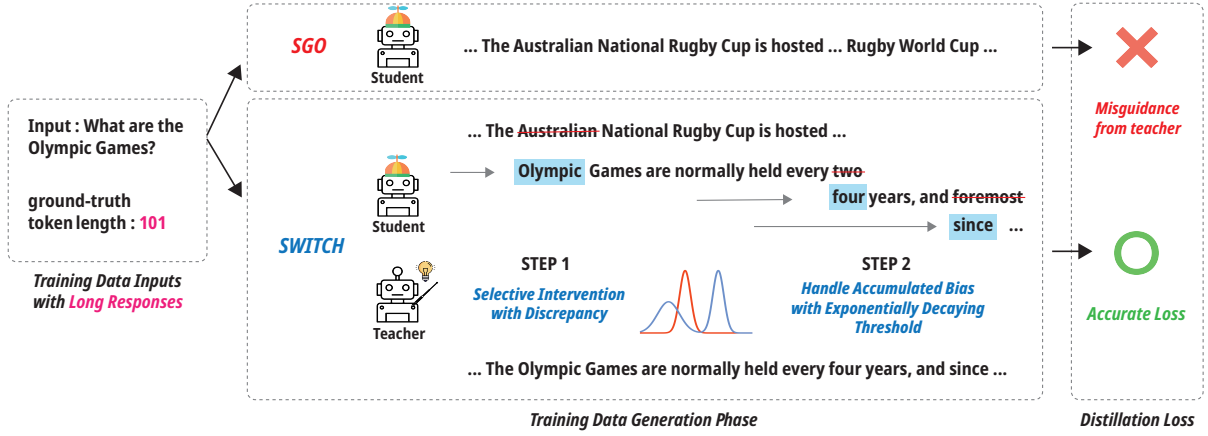 SGO
Student
... The Australian National Rugby Cup is hosted ... Rugby World Cup ...
Misguidance
from teacher
Input : What are the
Olympic Games?
ground-truth
token length : 101
Training Data Inputs
with Long Responses
SWITCH
Student
Teacher
... The Australian National Rugby Cup is hosted ...
Olympic Games are normally held every two
four years, and foremost
since ...
STEP 1
Selective Intervention
with Discrepancy
STEP 2
Handle Accumulated Bias
with Exponentially Decaying
Threshold
... The Olympic Games are normally held every four years, and since ...
Accurate Loss
Training Data Generation Phase
Distillation Loss